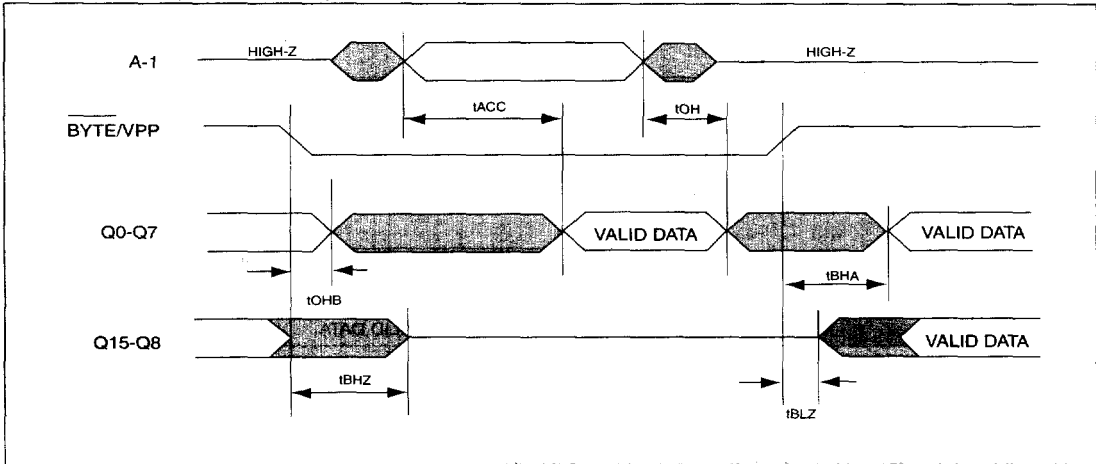 A-1 HIGH-Z HIGH-Z
tACC tOH
BYTE/VPP
Q0-Q7 VALID DATA VALID DATA
tOHB tBHA
Q15-Q8 VALID DATA
tBHZ tBLZ